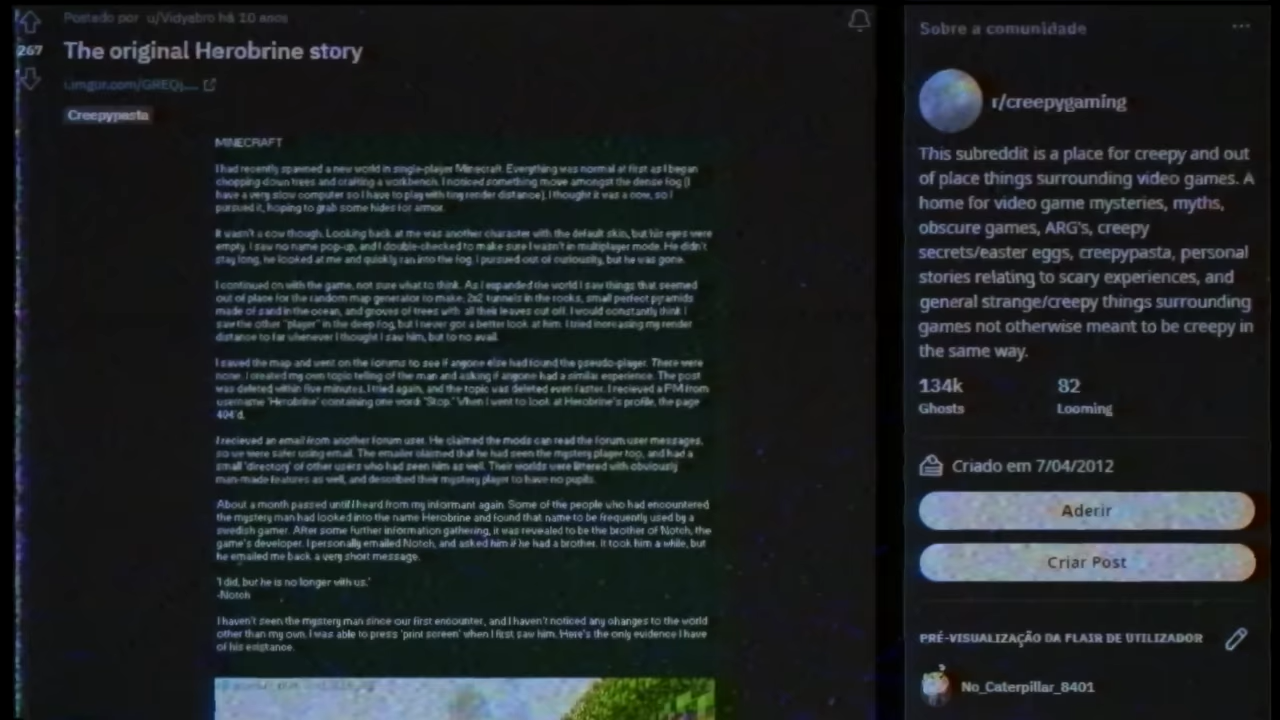 Postado por u/Vidyabro há 10 anos
267
The original Herobrine story
i.imgur.com/GREQj...
Creepypasta
MINECRAFT
I had recently spawned a new world in single-player Minecraft. Everything was normal at first as I began
chopping down trees and crafting a workbench. I noticed something move amongst the dense fog (I
have a very slow computer so I have to play with tiny render distance). I thought it was a cow, so I
pursued it, hoping to grab some hides for armor.
It wasn't a cow though. Looking back at me was another character with the default skin, but his eyes were
empty. I saw no name pop-up, and I double-checked to make sure I wasn't in multiplayer mode. He didn't
stay long, he looked at me and quickly ran into the fog. I pursued out of curiousity, but he was gone.
I continued on with the game, not sure what to think. As I expanded the world I saw things that seemed
out of place for the random map generator to make; 2x2 tunnels in the rocks, small perfect pyramids
made of sand in the ocean, and groves of trees with all their leaves cut off. I would constantly think I
saw the other "player" in the deep fog, but I never got a better look at him. I tried increasing my render
distance to far whenever I thought I saw him, but to no avail.
I saved the map and went on the forums to see if anyone else had found the pseudo-player. There were
none. I created my own topic telling of the man and asking if anyone had a similar experience. The post
was deleted within five minutes. I tried again, and the topic was deleted even faster. I recieved a PM from
username 'Herobrine' containing one word: 'Stop.' When I went to look at Herobrine's profile, the page
404'd.
I recieved an email from another forum user. He claimed the mods can read the forum user messages,
so we were safer using email. The emailer claimed that he had seen the mystery player too, and had a
small 'directory' of other users who had seen him as well. Their worlds were littered with obviously
man-made features as well, and described their mystery player to have no pupils.
About a month passed until I heard from my informant again. Some of the people who had encountered
the mystery man had looked into the name Herobrine and found that name to be frequently used by a
swedish gamer. After some further information gathering, it was revealed to be the brother of Notch, the
game's developer. I personally emailed Notch, and asked him if he had a brother. It took him a while, but
he emailed me back a very short message.
'I did, but he is no longer with us.'
-Notch
I haven't seen the mystery man since our first encounter, and I haven't noticed any changes to the world
other than my own. I was able to press 'print screen' when I first saw him. Here's the only evidence I have
of his existance.
Sobre a comunidade
r/creepygaming
This subreddit is a place for creepy and out
of place things surrounding video games. A
home for video game mysteries, myths,
obscure games, ARG's, creepy
secrets/easter eggs, creepypasta, personal
stories relating to scary experiences, and
general strange/creepy things surrounding
games not otherwise meant to be creepy in
the same way.
134k 82
Ghosts Looming
Criado em 7/04/2012
Aderir
Criar Post
PRÉ-VISUALIZAÇÃO DA FLAIR DE UTILIZADOR
No_Caterpillar_8401